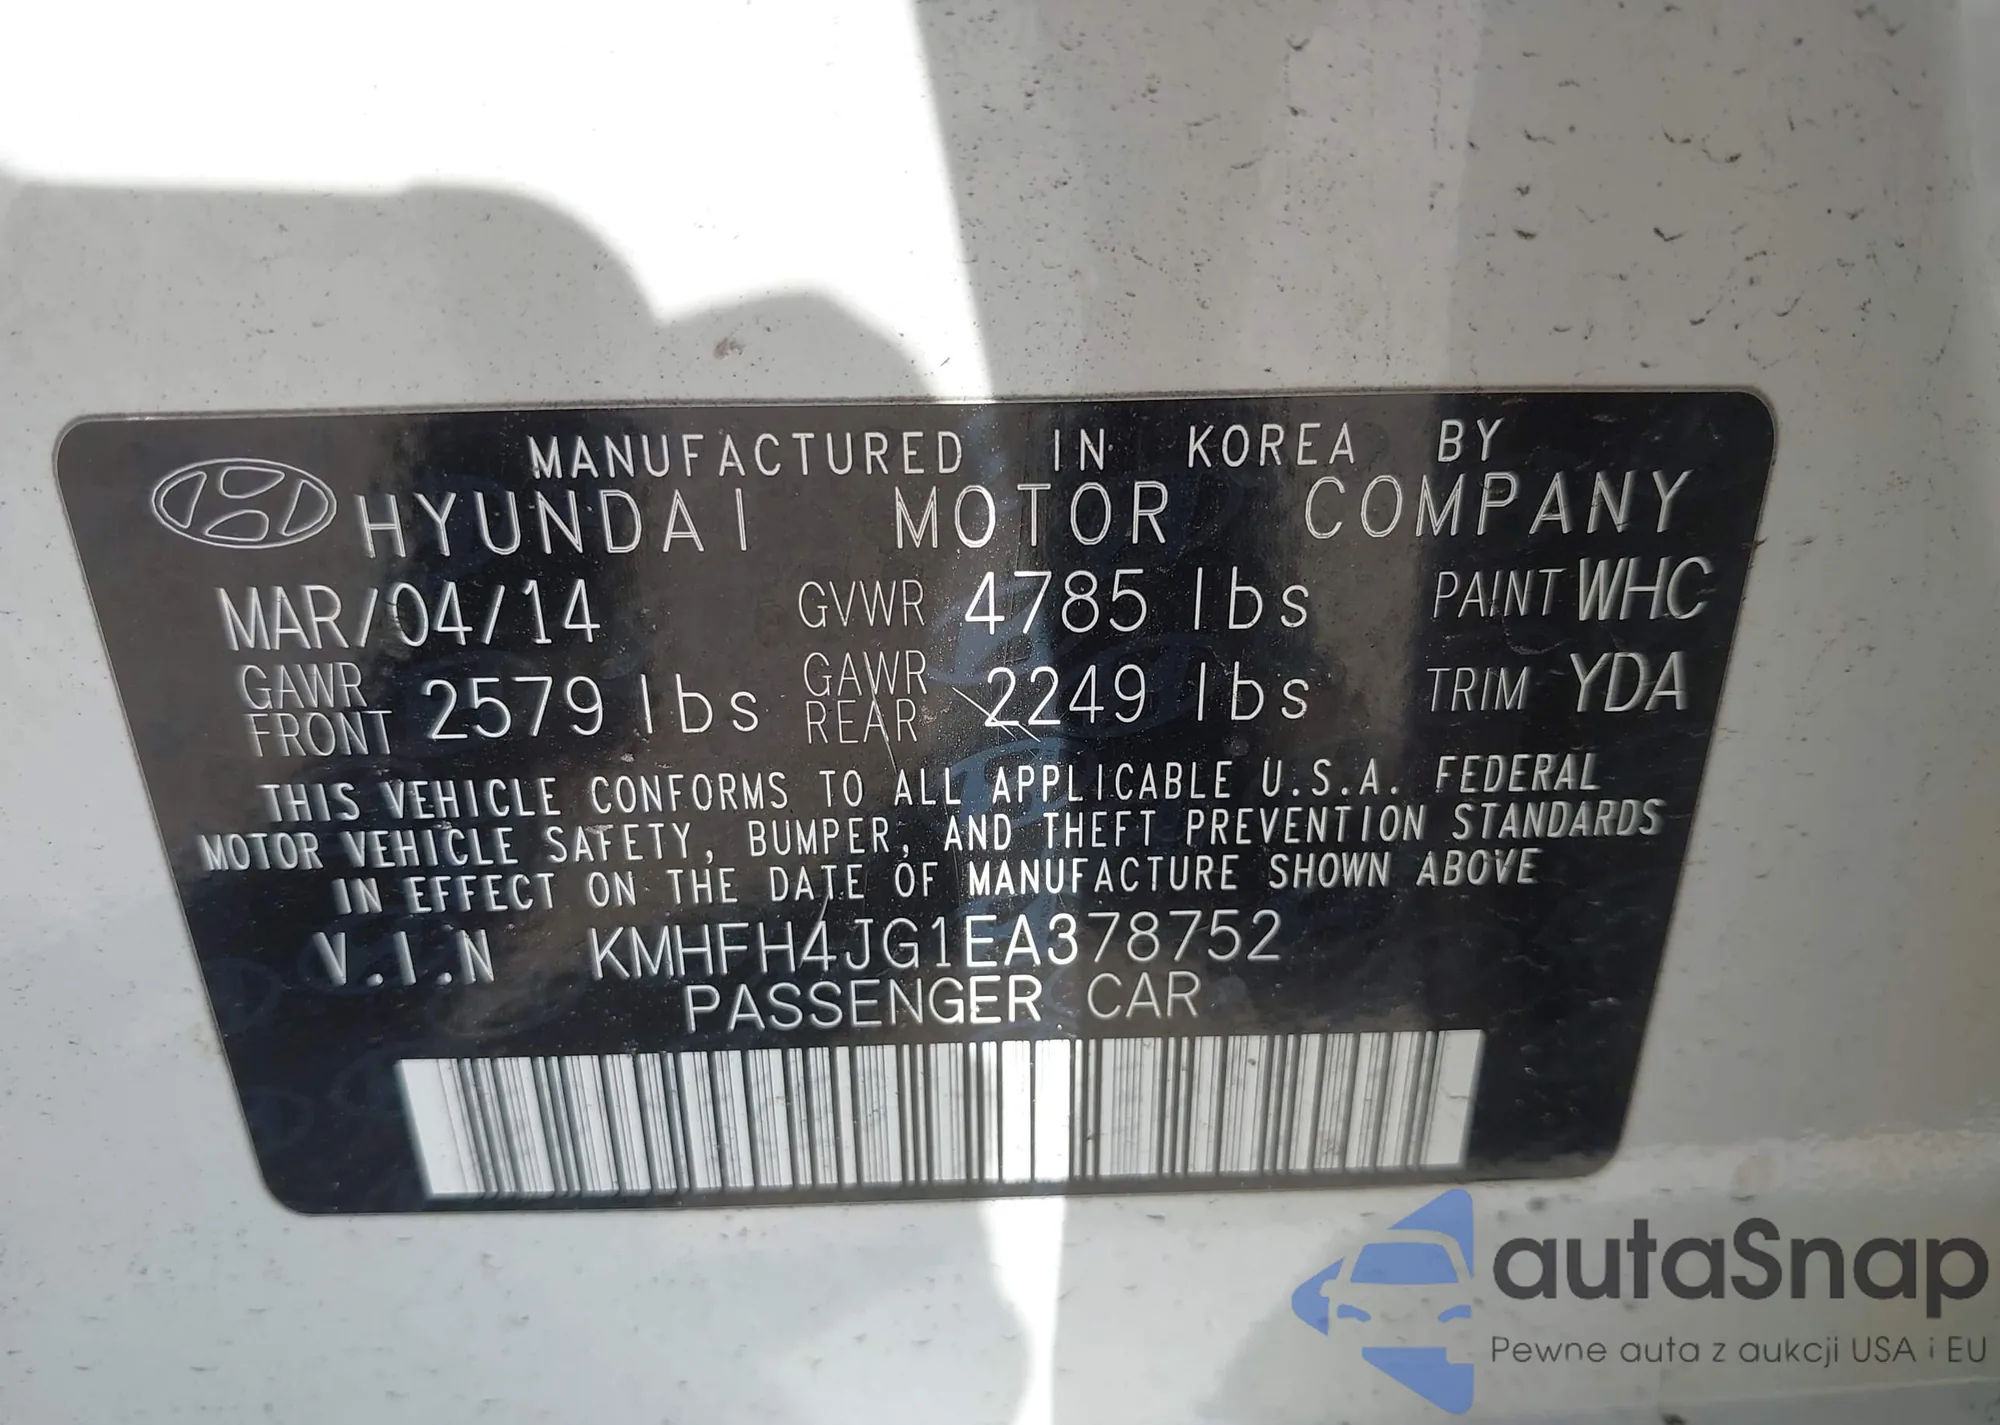 MANUFACTURED IN KOREA BY
HYUNDAI MOTOR COMPANY
MAR/04/14 GVWR 4785 lbs PAINT WHC
GAWR FRONT 2579 lbs GAWR REAR 2249 lbs TRIM YDA
THIS VEHICLE CONFORMS TO ALL APPLICABLE U.S.A. FEDERAL
MOTOR VEHICLE SAFETY, BUMPER, AND THEFT PREVENTION STANDARDS
IN EFFECT ON THE DATE OF MANUFACTURE SHOWN ABOVE
V.I.N KMHFH4JG1EA378752
PASSENGER CAR
autaSnap
Pewne auta z aukcji USA i EU